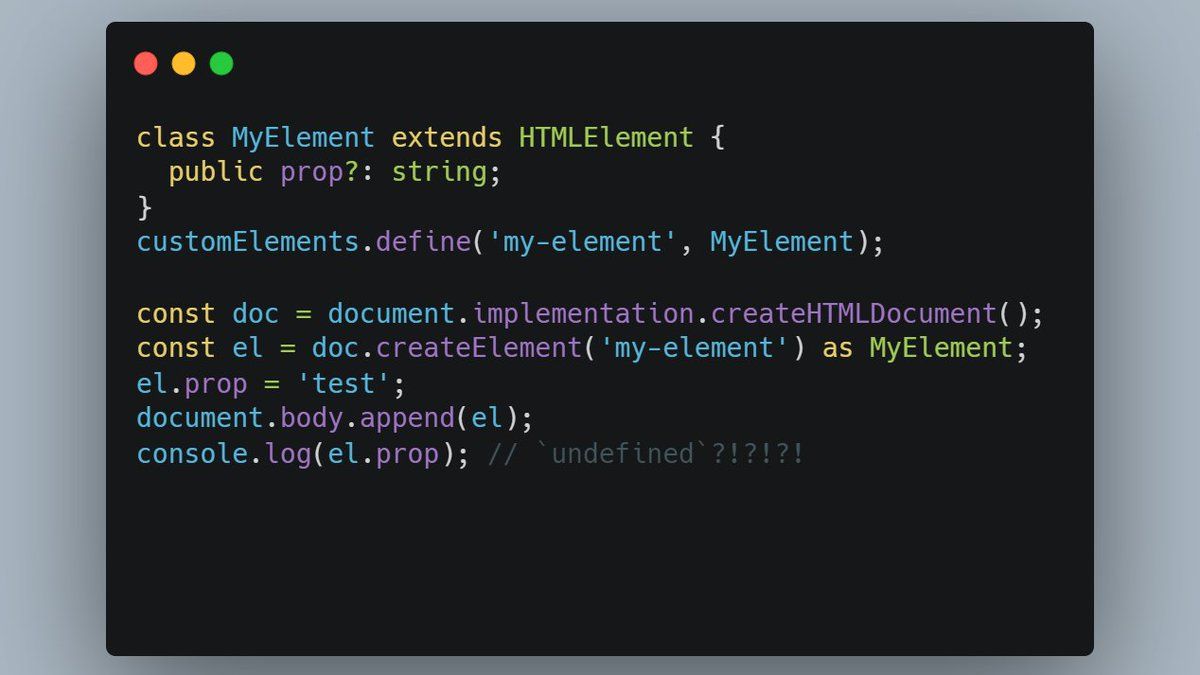 class MyElement extends HTMLElement {
  public prop?: string;
}
customElements.define('my-element', MyElement);

const doc = document.implementation.createHTMLDocument();
const el = doc.createElement('my-element') as MyElement;
el.prop = 'test';
document.body.append(el);
console.log(el.prop); // `undefined`?!?!?!